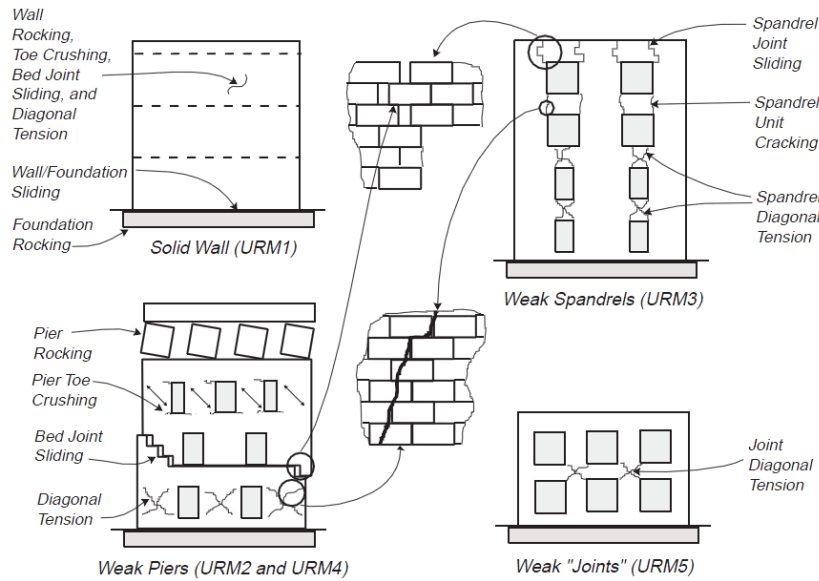 Wall
Rocking,
Toe Crushing,
Bed Joint
Sliding, and
Diagonal
Tension
Wall/Foundation
Sliding
Foundation
Rocking
Solid Wall (URM1)
Spandrel
Joint
Sliding
Spandrel
Unit
Cracking
Spandrel
Diagonal
Tension
Weak Spandrels (URM3)
Pier
Rocking
Pier Toe
Crushing
Bed Joint
Sliding
Diagonal
Tension
Weak Piers (URM2 and URM4)
Joint
Diagonal
Tension
Weak "Joints" (URM5)